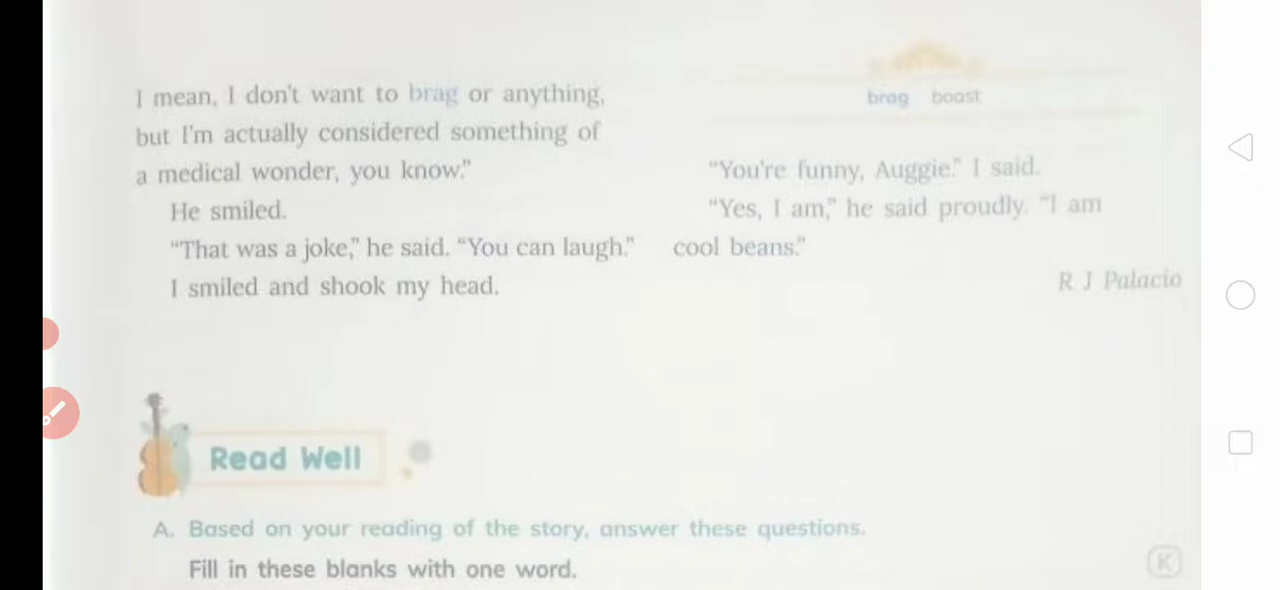 I mean, I don't want to brag or anything,
but I'm actually considered something of
a medical wonder, you know."
He smiled.
"That was a joke," he said. "You can laugh."
I smiled and shook my head.
brag boast
"You're funny, Auggie." I said.
"Yes, I am," he said proudly. "I am
cool beans."
R J Palacio
Read Well
A. Based on your reading of the story, answer these questions.
Fill in these blanks with one word.
K